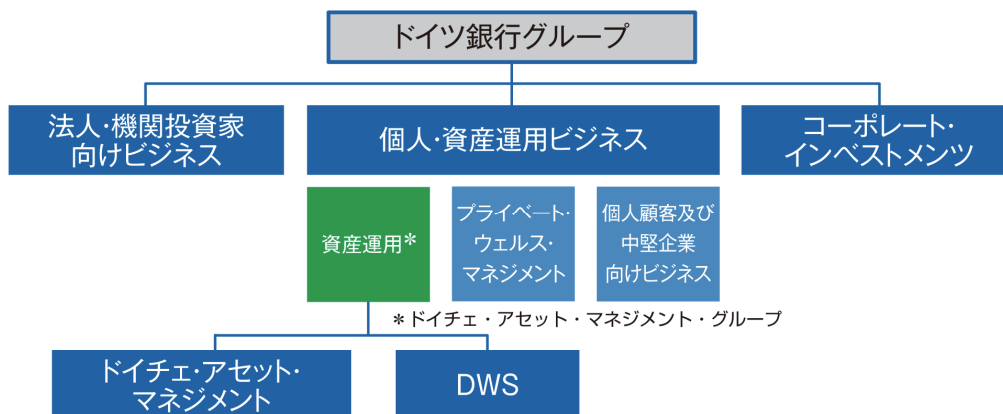 ドイツ銀行グループ
法人・機関投資家
向けビジネス
個人・資産運用ビジネス
コーポレート・
インベストメンツ
資産運用*
プライベート・
ウェルス・
マネジメント
個人顧客及び
中堅企業
向けビジネス
*ドイチェ・アセット・マネジメント・グループ
ドイチェ・アセット・
マネジメント
DWS